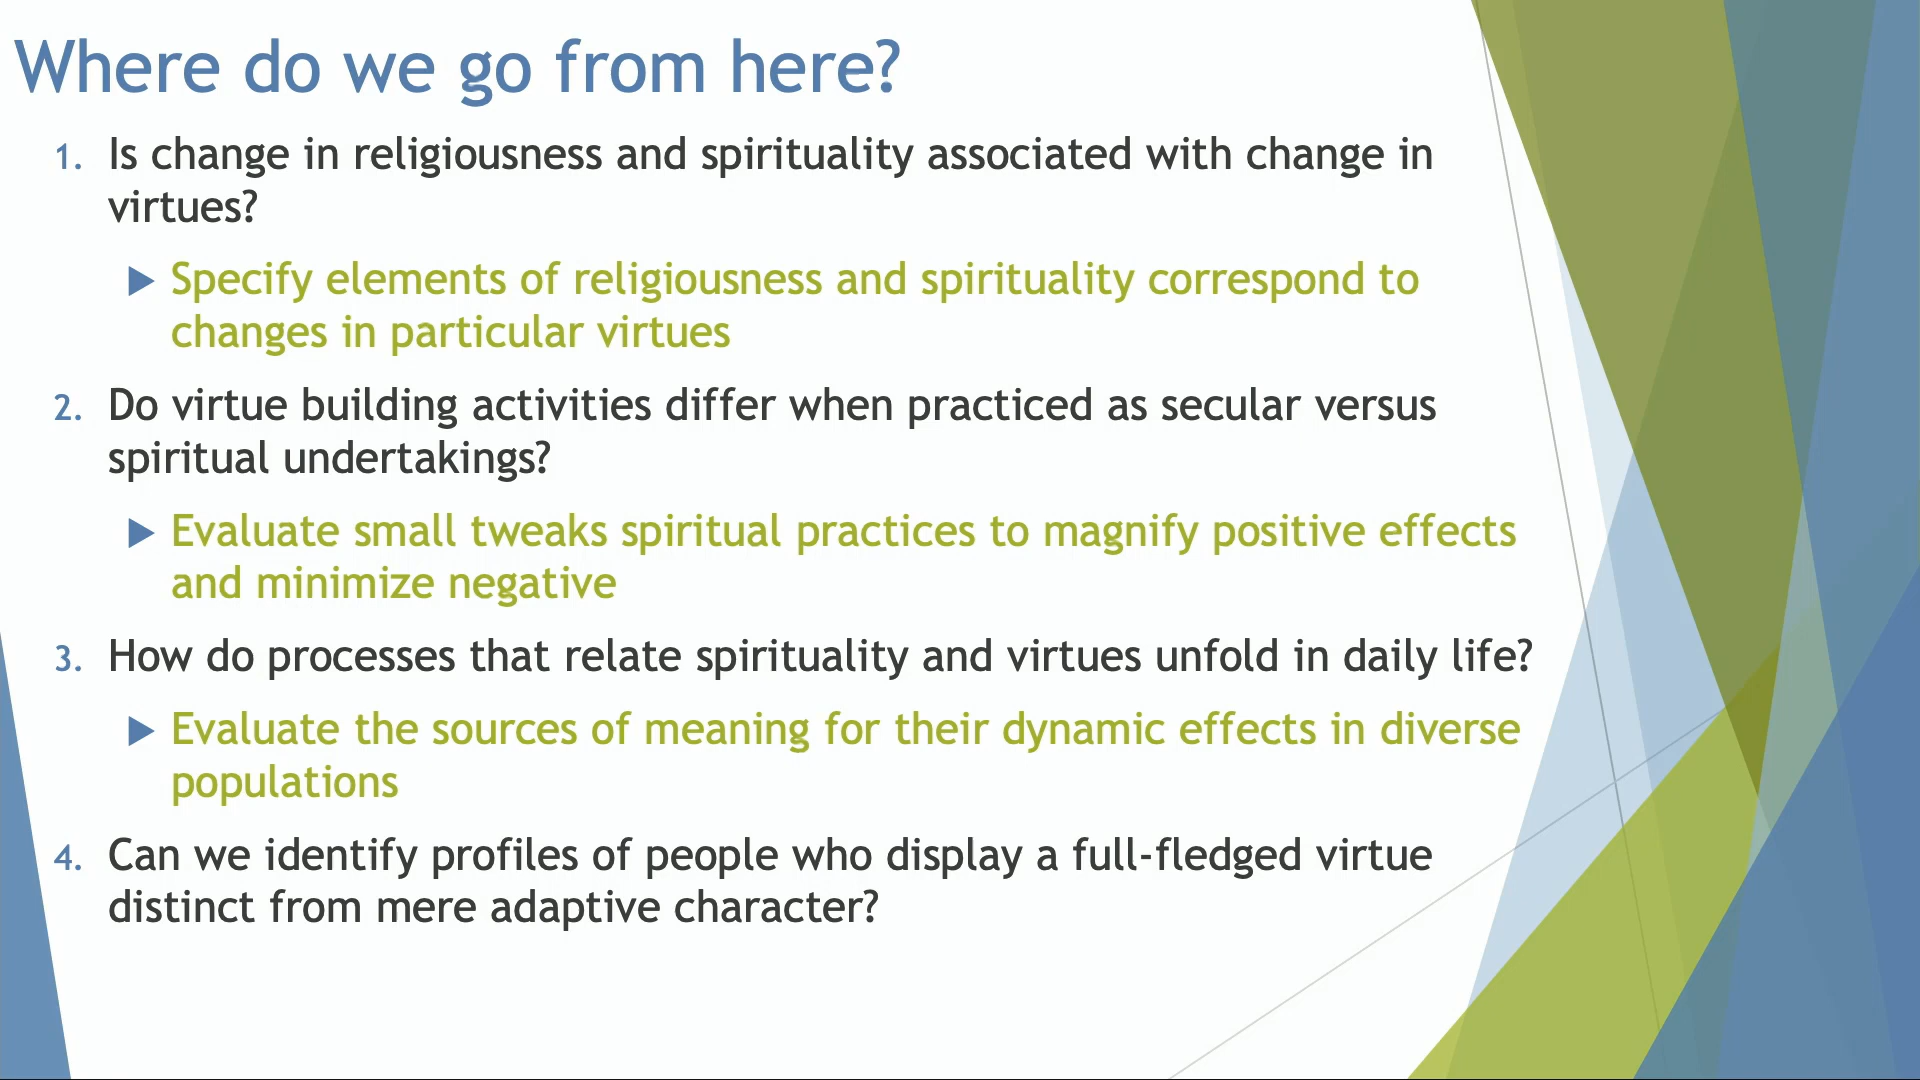 Where do we go from here?
1. Is change in religiousness and spirituality associated with change in
virtues?
Specify elements of religiousness and spirituality correspond to
changes in particular virtues
2. Do virtue building activities differ when practiced as secular versus
spiritual undertakings?
Evaluate small tweaks spiritual practices to magnify positive effects
and minimize negative
3. How do processes that relate spirituality and virtues unfold in daily life?
Evaluate the sources of meaning for their dynamic effects in diverse
populations
4. Can we identify profiles of people who display a full-fledged virtue
distinct from mere adaptive character?